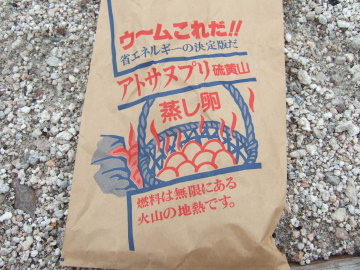 ウ〜ムこれだ!!
省エネルギーの決定版だ
アトサヌプリ 硫黄山
蒸し卵
燃料は無限にある
火山の地熱です。